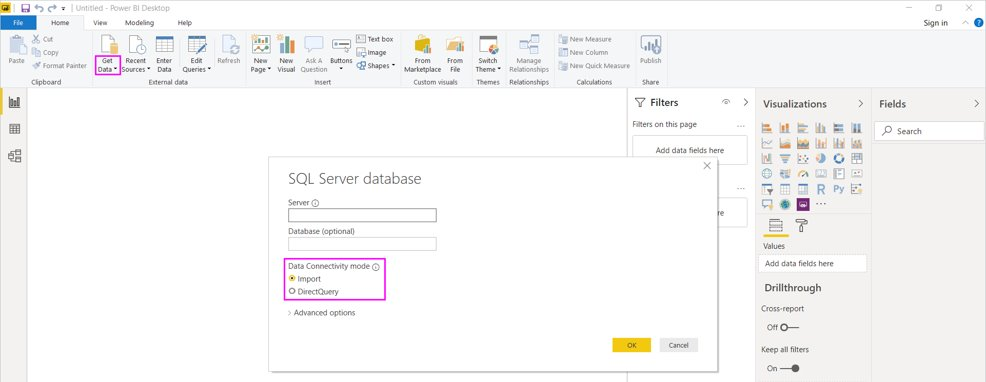 Untitled - Power BI Desktop
File Home View Modeling Help Sign in
Paste
Cut
Copy
Format Painter
Clipboard
Get Data
Recent Sources
Enter Data
Edit Queries
Refresh
External data
New Page
New Visual
Ask A Question
Buttons
Text box
Image
Shapes
Insert
From Marketplace
From File
Custom visuals
Switch Theme
Themes
Manage Relationships
Relationships
New Measure
New Column
New Quick Measure
Calculations
Publish
Share
Filters
Filters on this page
...
Add data fields here
...
here
Visualizations
R Py
...
Values
Add data fields here
Drillthrough
Cross-report
Off
Keep all filters
On
Fields
Search
SQL Server database
Server
Database (optional)
Data Connectivity mode
Import
DirectQuery
Advanced options
OK Cancel